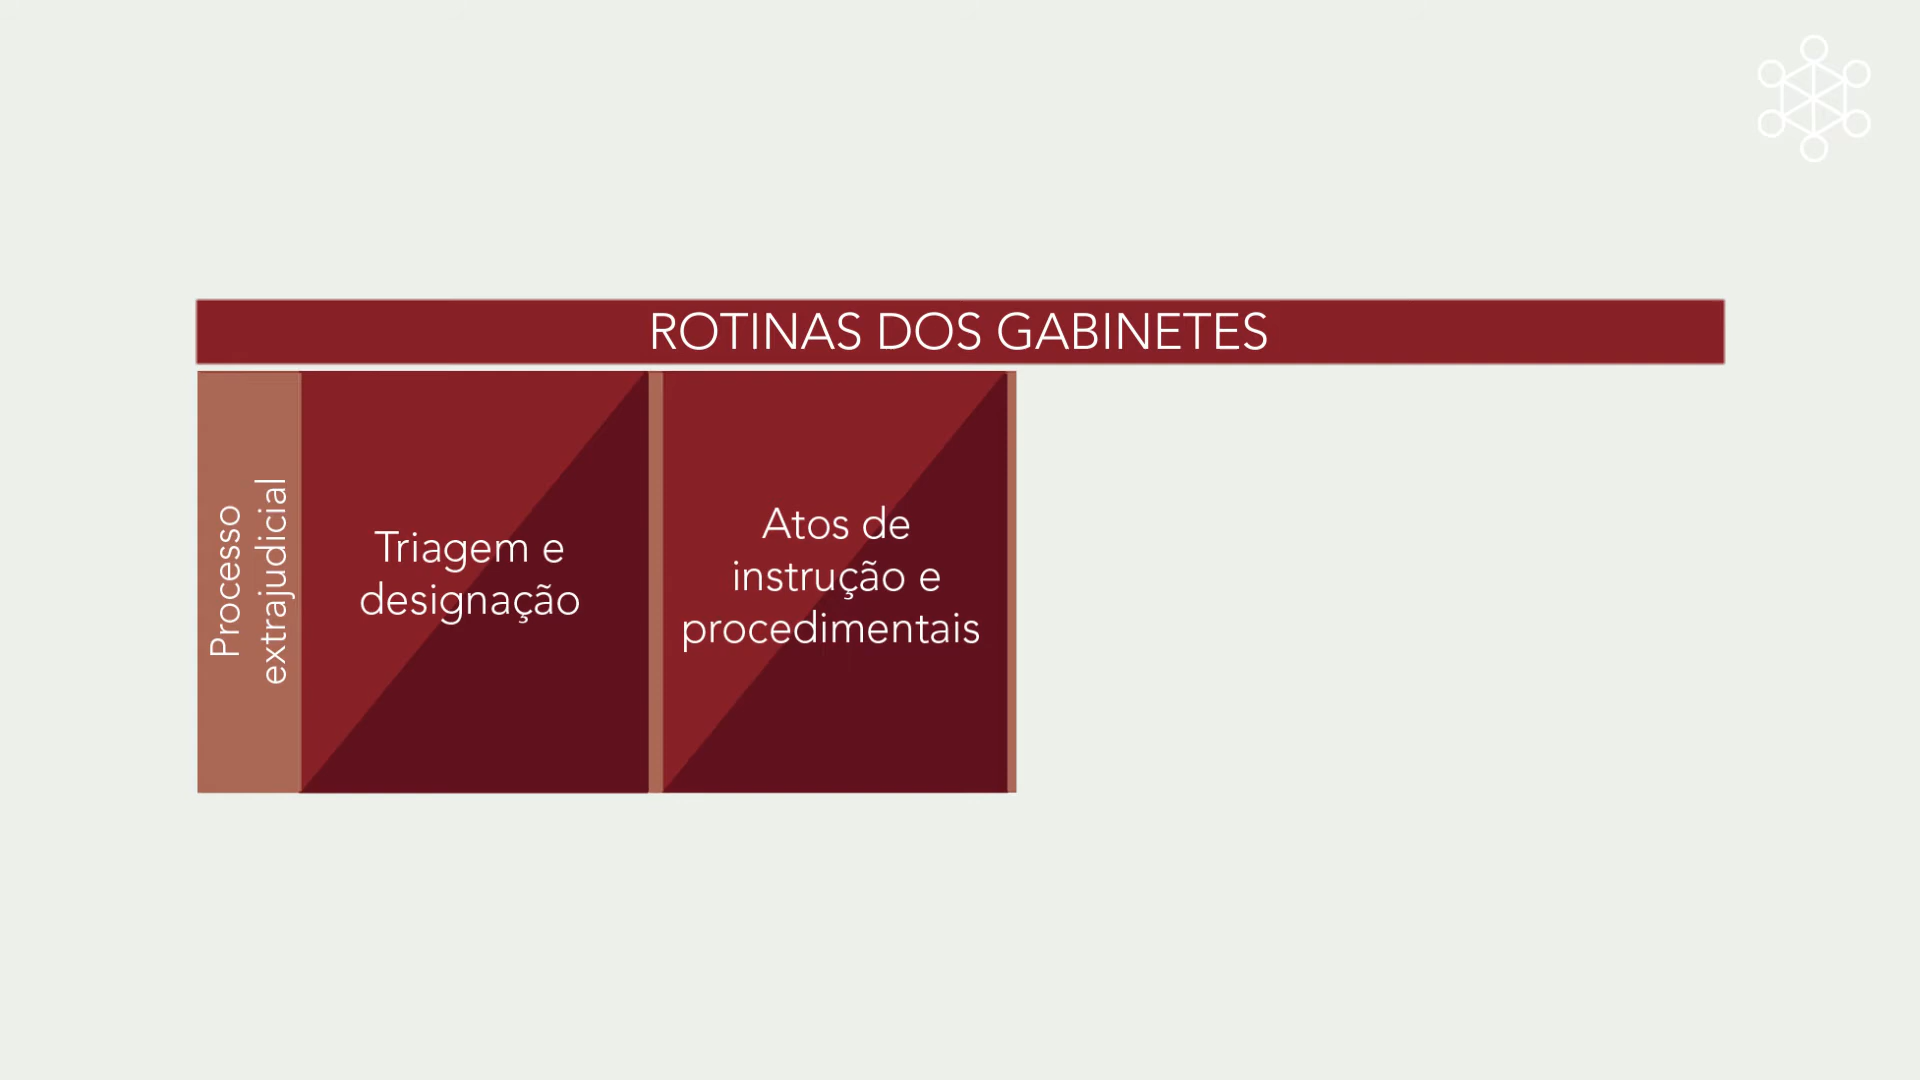 ROTINAS DOS GABINETES
Processo
extrajudicial
Triagem e
designação
Atos de
instrução e
procedimentais